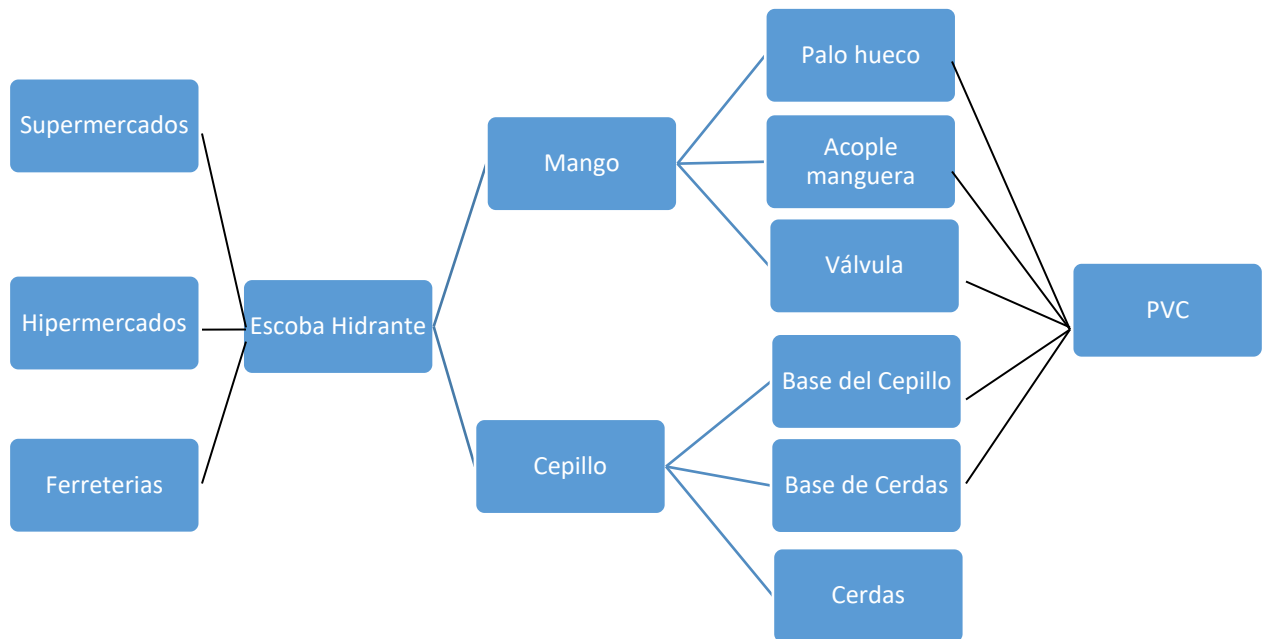 Supermercados
Hipermercados
Ferreterias
Escoba Hidrante
Mango
Cepillo
Palo hueco
Acople
manguera
Válvula
Base del Cepillo
Base de Cerdas
Cerdas
PVC